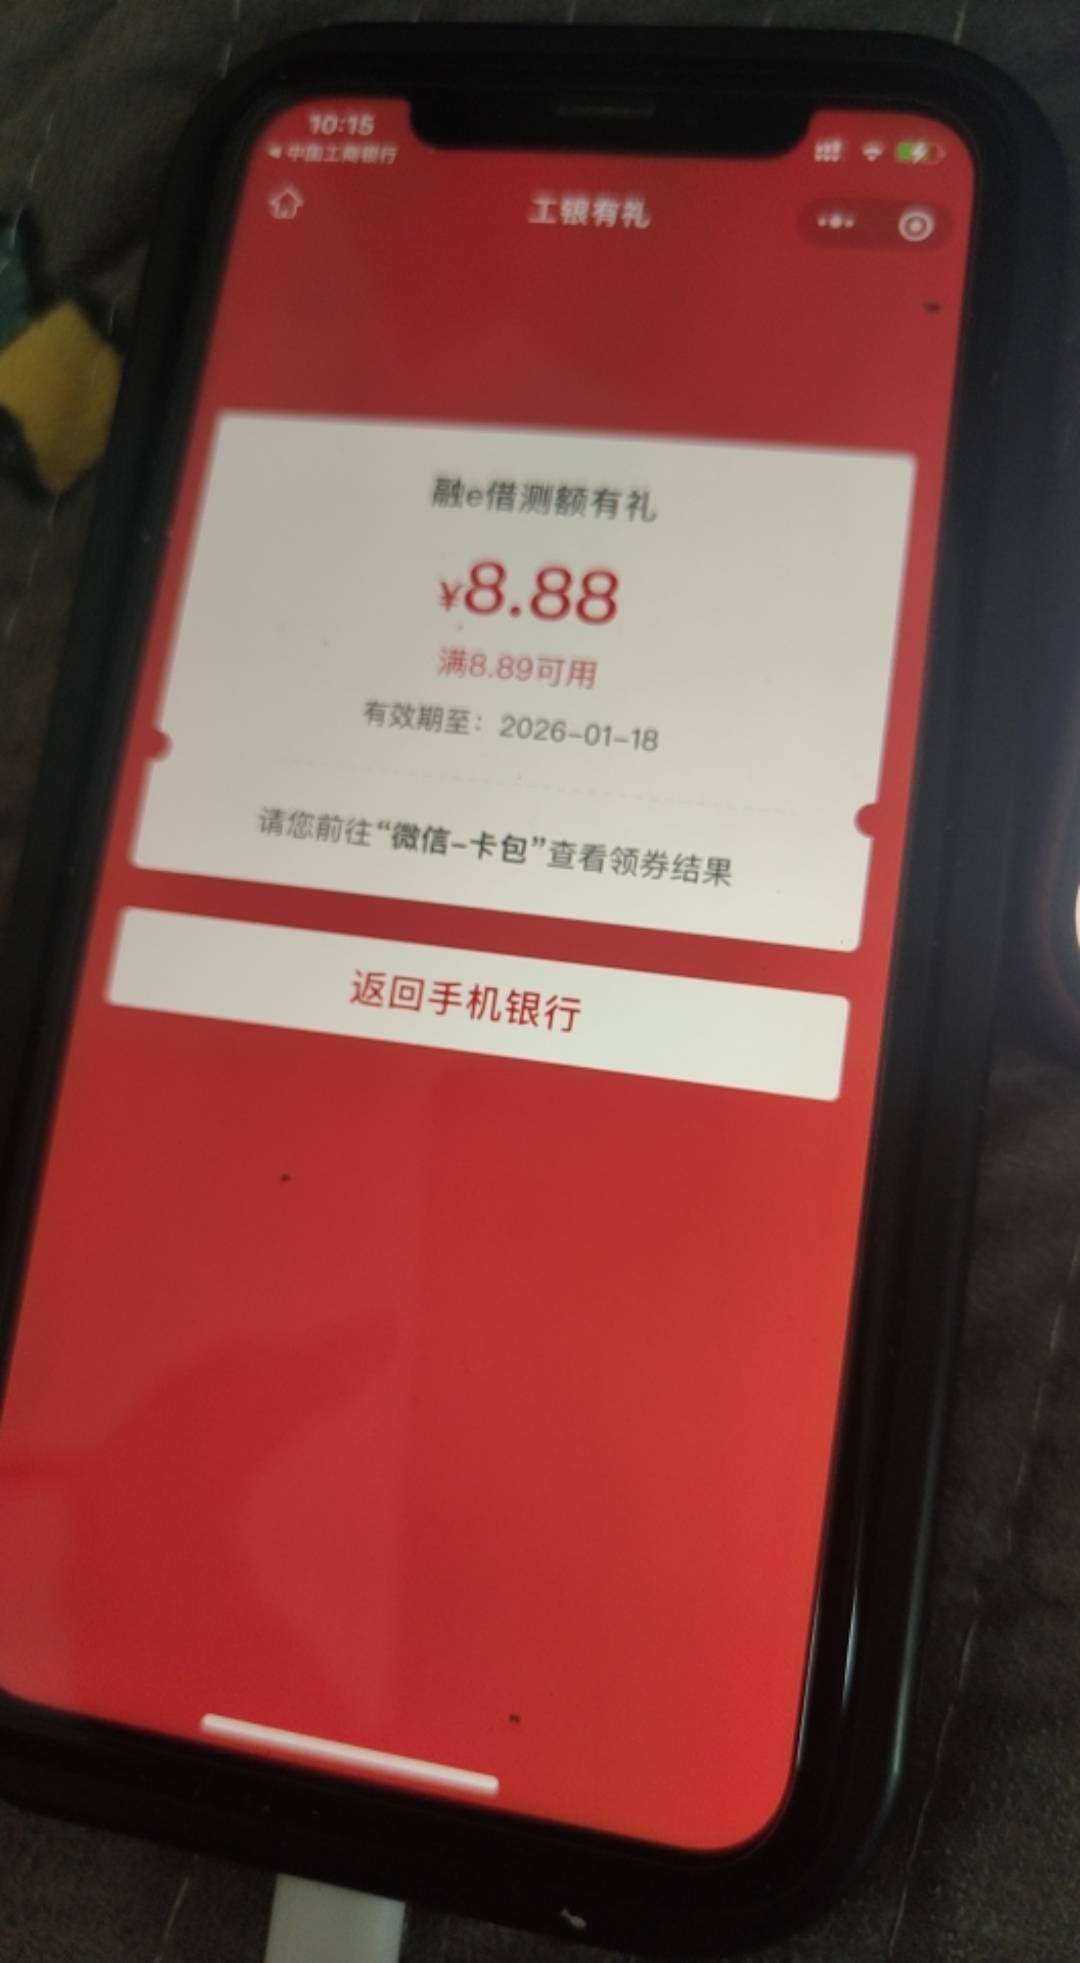 10:15
中国工商银行
工银有礼
融e借测额有礼
¥8.88
满8.89可用
有效期至：2026-01-18
请您前往“微信-卡包”查看领券结果
返回手机银行